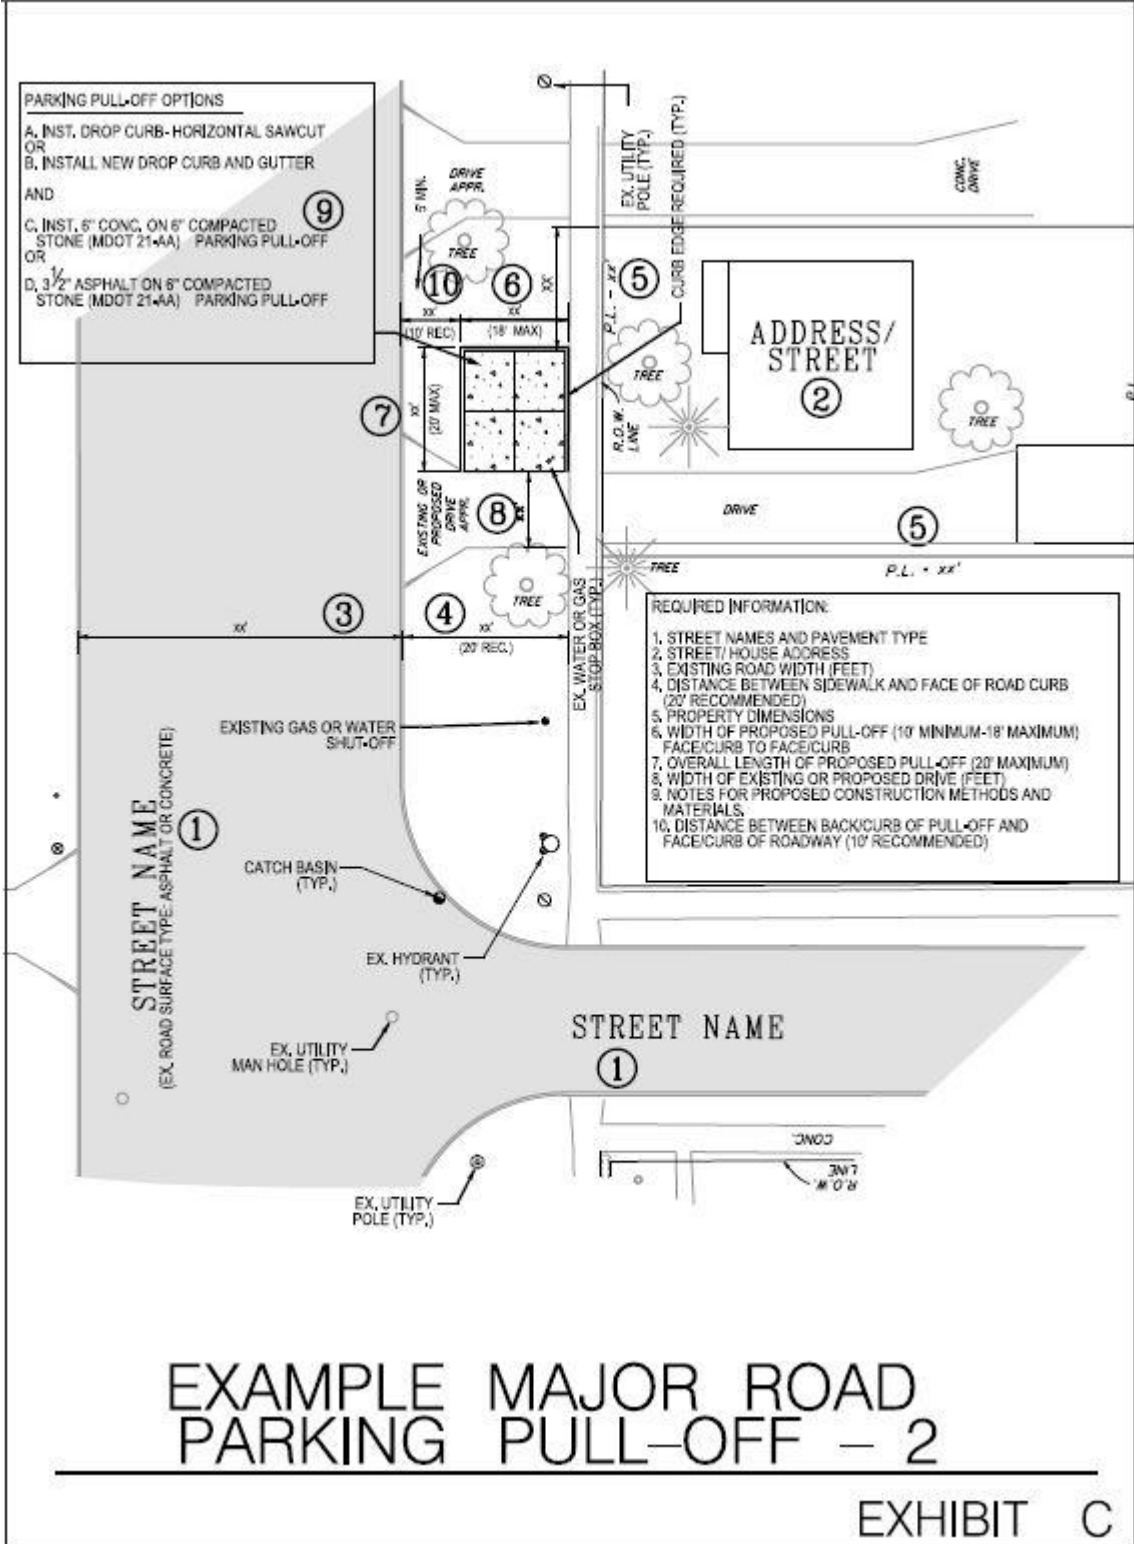 PARKING PULL-OFF OPTIONS
A. INST. DROP CURB- HORIZONTAL SAWCUT
OR
B. INSTALL NEW DROP CURB AND GUTTER
AND
C. INST. 6" CONC. ON 6" COMPACTED
STONE (MDOT 21-AA) PARKING PULL-OFF
OR
D. 3½" ASPHALT ON 6" COMPACTED
STONE (MDOT 21-AA) PARKING PULL-OFF
9
DRIVE
APPR.
TREE
10
6
xx'
(10' REC)
xx'
(18' MAX)
xx'
7
xx'
(20' MAX)
EX. UTILITY
POLE (TYP.)
CURB EDGE REQUIRED (TYP.)
CONC.
DRIVE
P.L. - xx'
5
ADDRESS/
STREET
2
TREE
TREE
R.O.W.
LINE
P.L.
EXISTING OR
PROPOSED
DRIVE
APPR.
8
xx'
DRIVE
5
TREE
P.L. - xx'
TREE
EX. WATER OR GAS
STOP BOX (TYP.)
3
xx'
4
xx'
(20' REC.)
REQUIRED INFORMATION:
1. STREET NAMES AND PAVEMENT TYPE
2. STREET/ HOUSE ADDRESS
3. EXISTING ROAD WIDTH (FEET)
4. DISTANCE BETWEEN SIDEWALK AND FACE OF ROAD CURB
(20' RECOMMENDED)
5. PROPERTY DIMENSIONS
6. WIDTH OF PROPOSED PULL-OFF (10' MINIMUM-18' MAXIMUM)
FACE/CURB TO FACE/CURB
7. OVERALL LENGTH OF PROPOSED PULL-OFF (20' MAXIMUM)
8. WIDTH OF EXISTING OR PROPOSED DRIVE (FEET)
9. NOTES FOR PROPOSED CONSTRUCTION METHODS AND
MATERIALS.
10. DISTANCE BETWEEN BACK/CURB OF PULL-OFF AND
FACE/CURB OF ROADWAY (10' RECOMMENDED)
EXISTING GAS OR WATER
SHUT-OFF
STREET NAME
(EX. ROAD SURFACE TYPE: ASPHALT OR CONCRETE)
1
CATCH BASIN
(TYP.)
EX. HYDRANT
(TYP.)
EX. UTILITY
MAN HOLE (TYP.)
STREET NAME
1
CONC.
R.O.W.
LINE
EX. UTILITY
POLE (TYP.)
EXAMPLE MAJOR ROAD
PARKING PULL-OFF - 2
EXHIBIT C